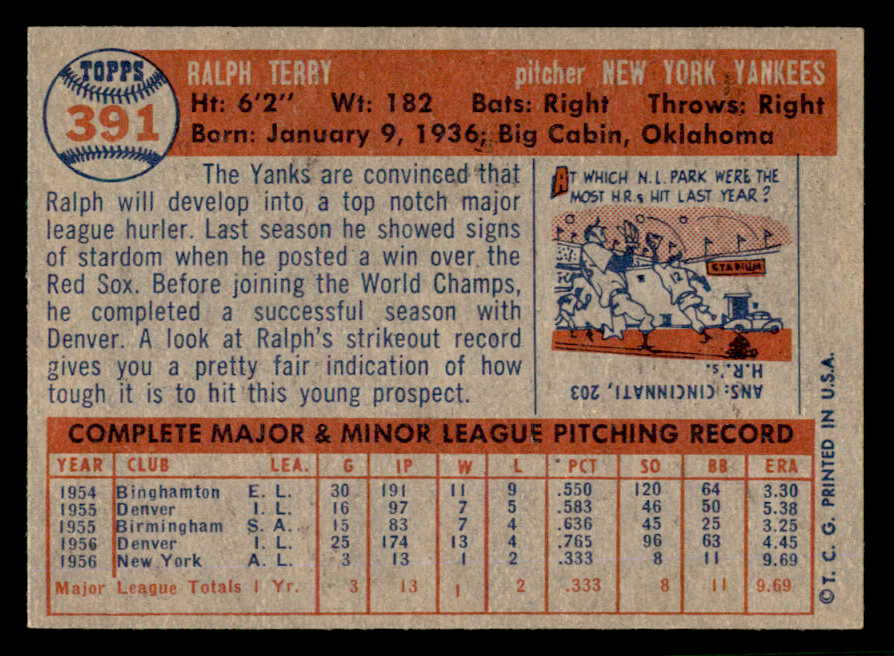 TOPPS
391
RALPH TERRY pitcher NEW YORK YANKEES
Ht: 6'2" Wt: 182 Bats: Right Throws: Right
Born: January 9, 1936; Big Cabin, Oklahoma
The Yanks are convinced that
Ralph will develop into a top notch major
league hurler. Last season he showed signs
of stardom when he posted a win over the
Red Sox. Before joining the World Champs,
he completed a successful season with
Denver. A look at Ralph's strikeout record
gives you a pretty fair indication of how
tough it is to hit this young prospect.
AT WHICH N.L. PARK WERE THE
MOST H.R.s HIT LAST YEAR?
STADIUM
12
ANS: CINCINNATI, 203
H.R.'s.
COMPLETE MAJOR & MINOR LEAGUE PITCHING RECORD
YEAR CLUB LEA. G IP W L PCT SO BB ERA
1954 Binghamton E. L. 30 191 11 9 .550 120 64 3.30
1955 Denver I. L. 16 97 7 5 .583 46 50 5.38
1955 Birmingham S. A. 15 83 7 4 .636 45 25 3.25
1956 Denver I. L. 25 174 13 4 .765 96 63 4.45
1956 New York A. L. 3 13 1 2 .333 8 11 9.69
Major League Totals 1 Yr. 3 13 1 2 .333 8 11 9.69
©T. C. G. PRINTED IN U.S.A.